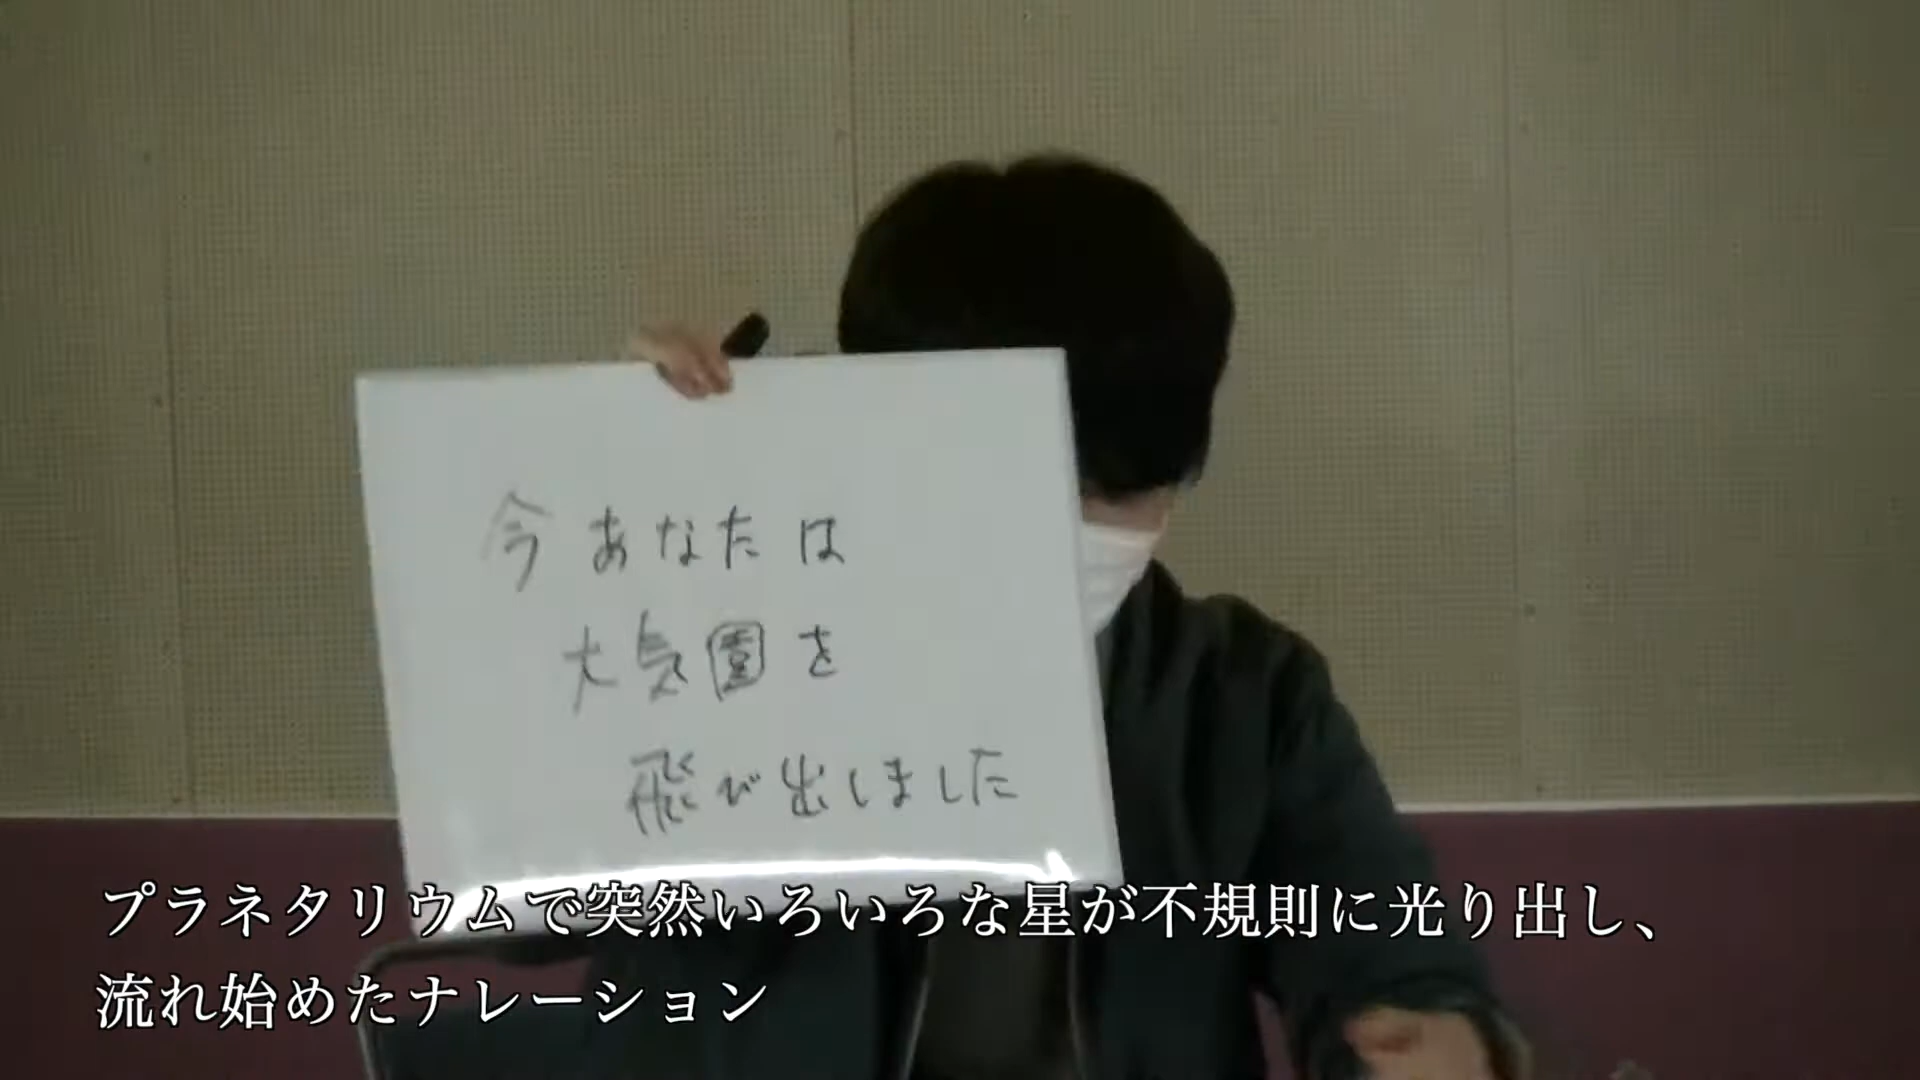 今あなたは
大気圏を
飛び出しました
プラネタリウムで突然いろいろな星が不規則に光り出し、
流れ始めたナレーション